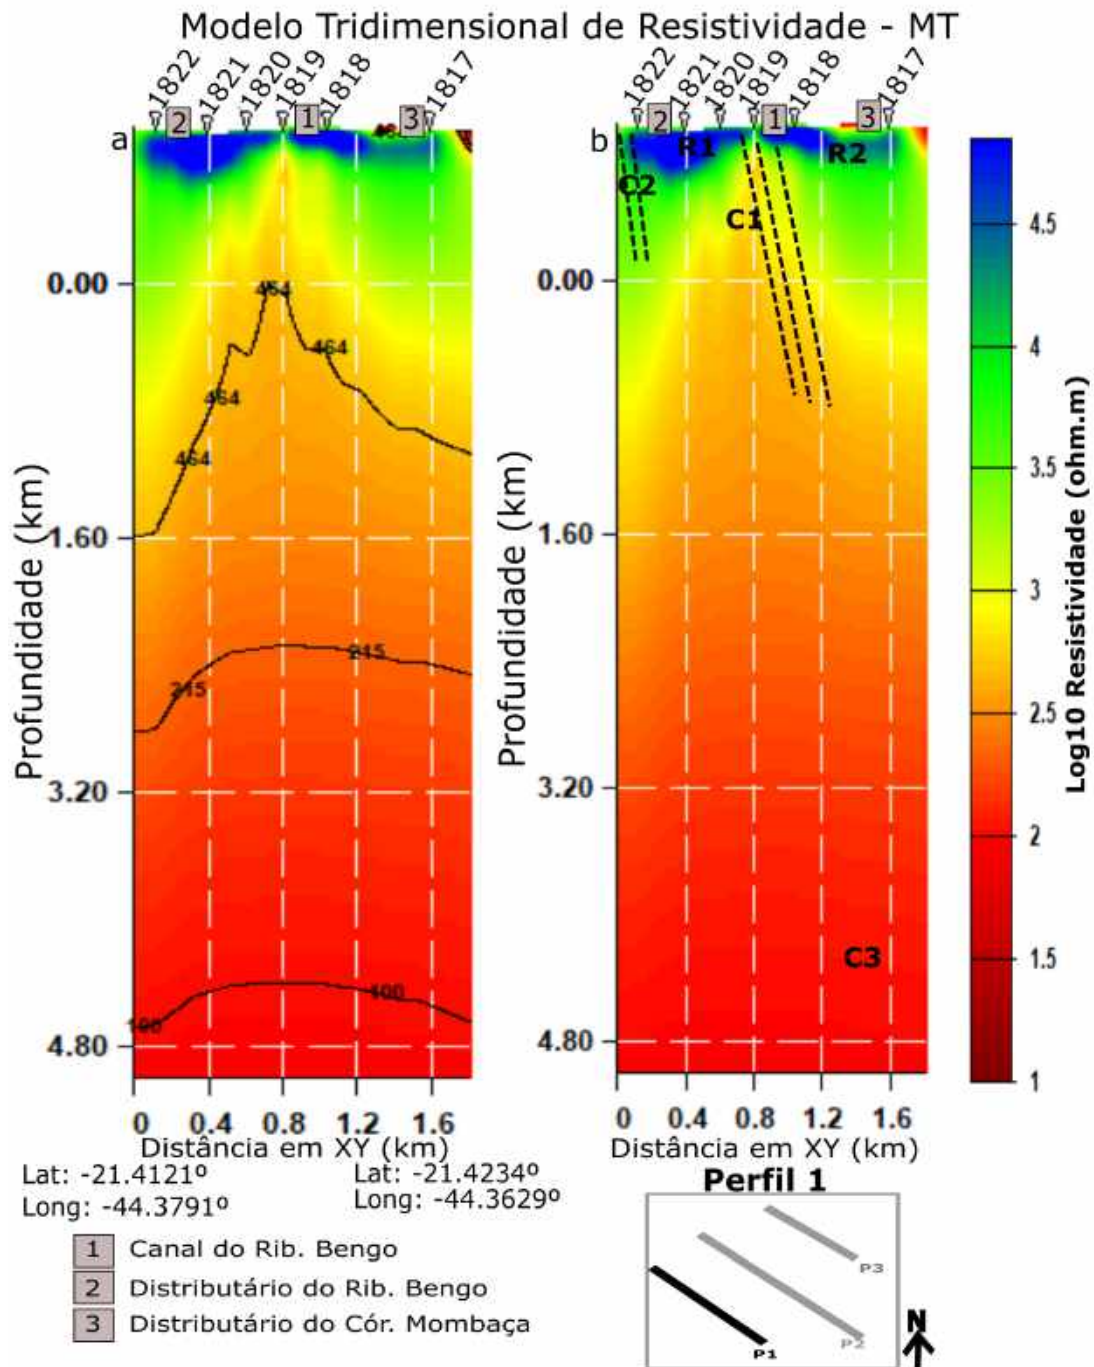 Modelo Tridimensional de Resistividade - MT
1822 1821 1820 1819 1818 1817
1822 1821 1820 1819 1818 1817
a 2 1 3
b 2 1 3
R1 R2
C2
C1
4.5
0.00 464
0.00
464
4
464
3.5
464
Profundidade (km)
Profundidade (km)
Log10 Resistividade (ohm.m)
1.60
1.60
3
215
215
2.5
3.20
3.20
2
C3
1.5
100
100
4.80
4.80
1
0 0.4 0.8 1.2 1.6
0 0.4 0.8 1.2 1.6
Distância em XY (km)
Distância em XY (km)
Lat: -21.4121º
Long: -44.3791º
Lat: -21.4234º
Long: -44.3629º
Perfil 1
1 Canal do Rib. Bengo
2 Distributário do Rib. Bengo
3 Distributário do Cór. Mombaça
P3
P2
P1
N